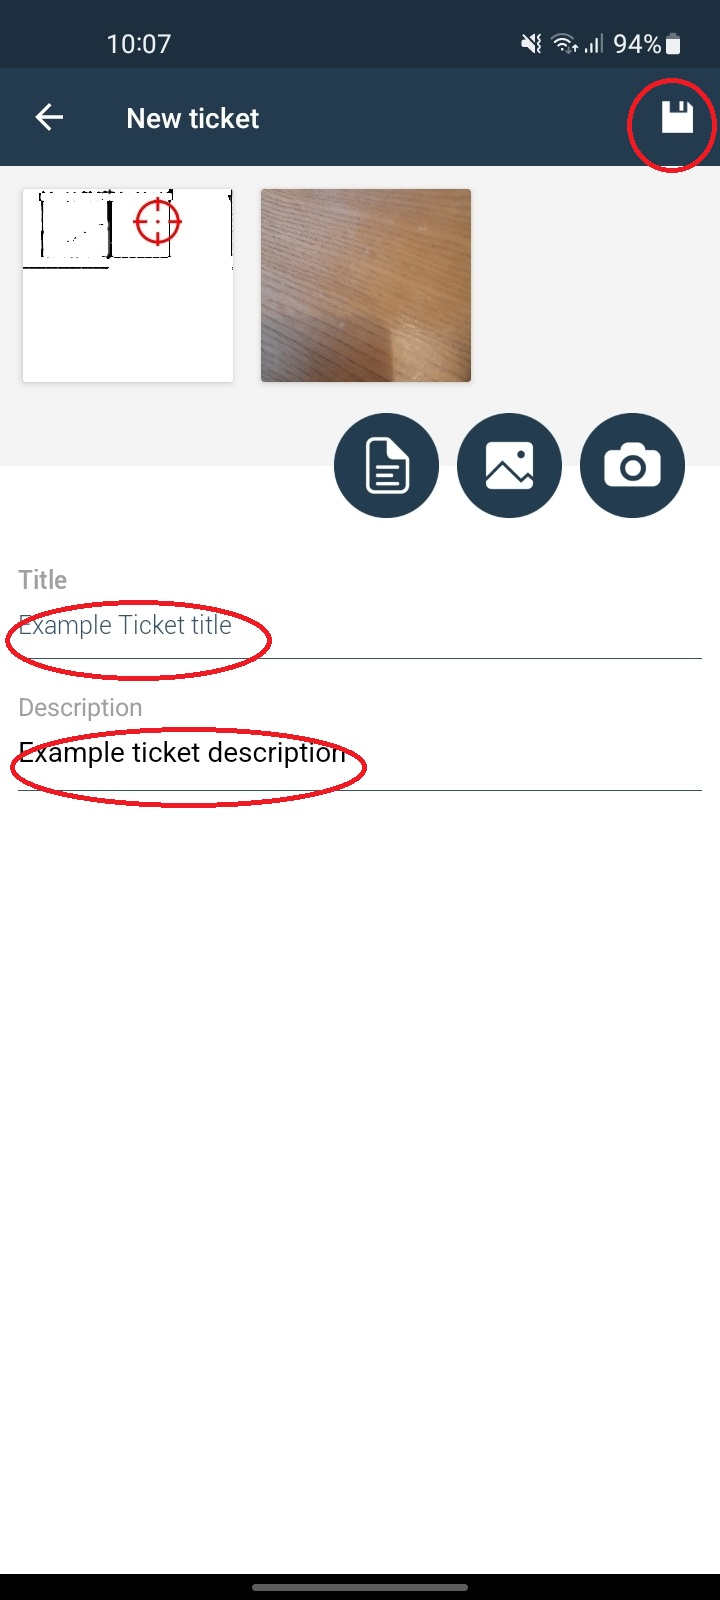 10:07 94%
New ticket
Title
Example Ticket title
Description
Example ticket description